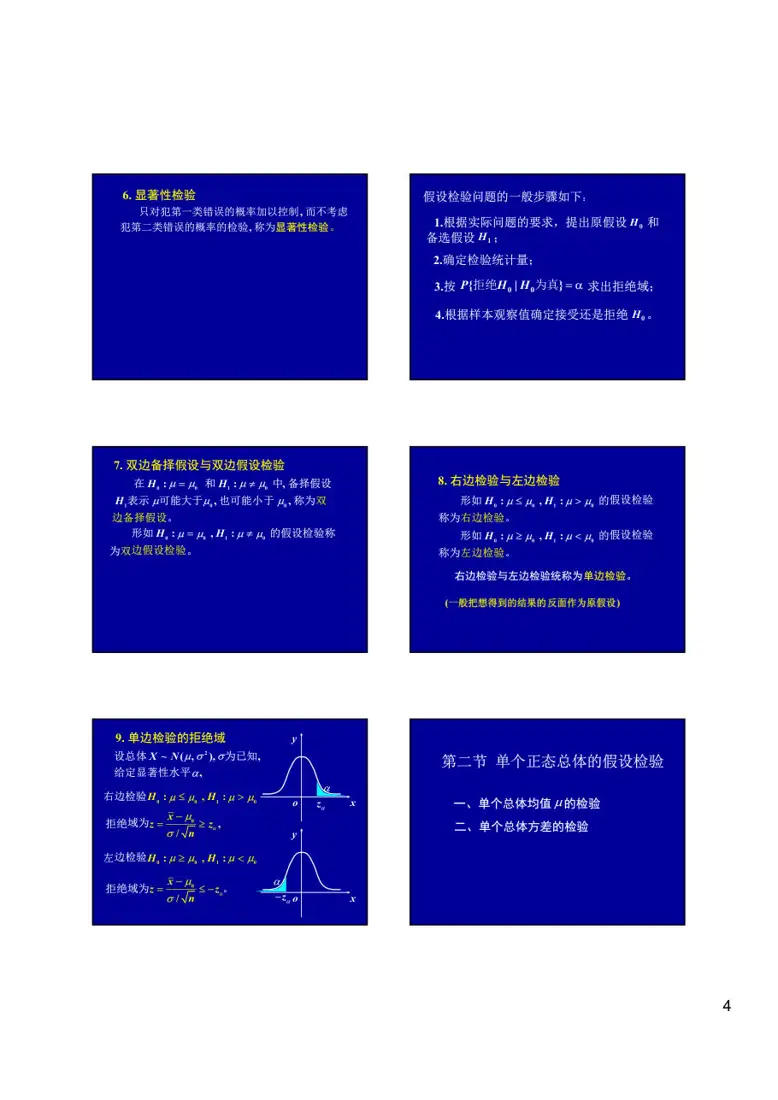 6. 显著性检验
只对犯第一类错误的概率加以控制, 而不考虑
犯第二类错误的概率的检验, 称为显著性检验。
假设检验问题的一般步骤如下:
1.根据实际问题的要求，提出原假设 H₀ 和
备选假设 H₁；
2.确定检验统计量；
3.按 P{拒绝H₀ | H₀为真} = α 求出拒绝域；
4.根据样本观察值确定接受还是拒绝 H₀ 。
7. 双边备择假设与双边假设检验
在 H₀ : μ = μ₀ 和 H₁ : μ ≠ μ₀ 中, 备择假设
H₁表示 μ可能大于μ₀, 也可能小于 μ₀, 称为双
边备择假设。
形如 H₀ : μ = μ₀ , H₁ : μ ≠ μ₀ 的假设检验称
为双边假设检验。
8. 右边检验与左边检验
形如 H₀ : μ ≤ μ₀ , H₁ : μ > μ₀ 的假设检验
称为右边检验。
形如 H₀ : μ ≥ μ₀ , H₁ : μ < μ₀ 的假设检验
称为左边检验。
右边检验与左边检验统称为单边检验。
(一般把想得到的结果的反面作为原假设)
9. 单边检验的拒绝域
设总体 X ~ N(μ, σ²), σ为已知,
给定显著性水平α,
右边检验H₀ : μ ≤ μ₀ , H₁ : μ > μ₀
拒绝域为z = (x̄ − μ₀)/(σ / √n) ≥ zα ,
左边检验H₀ : μ ≥ μ₀ , H₁ : μ < μ₀
拒绝域为z = (x̄ − μ₀)/(σ / √n) ≤ −zα 。
y
α
o zα x
y
α
−zα o x
第二节 单个正态总体的假设检验
一、单个总体均值 μ 的检验
二、单个总体方差的检验
4